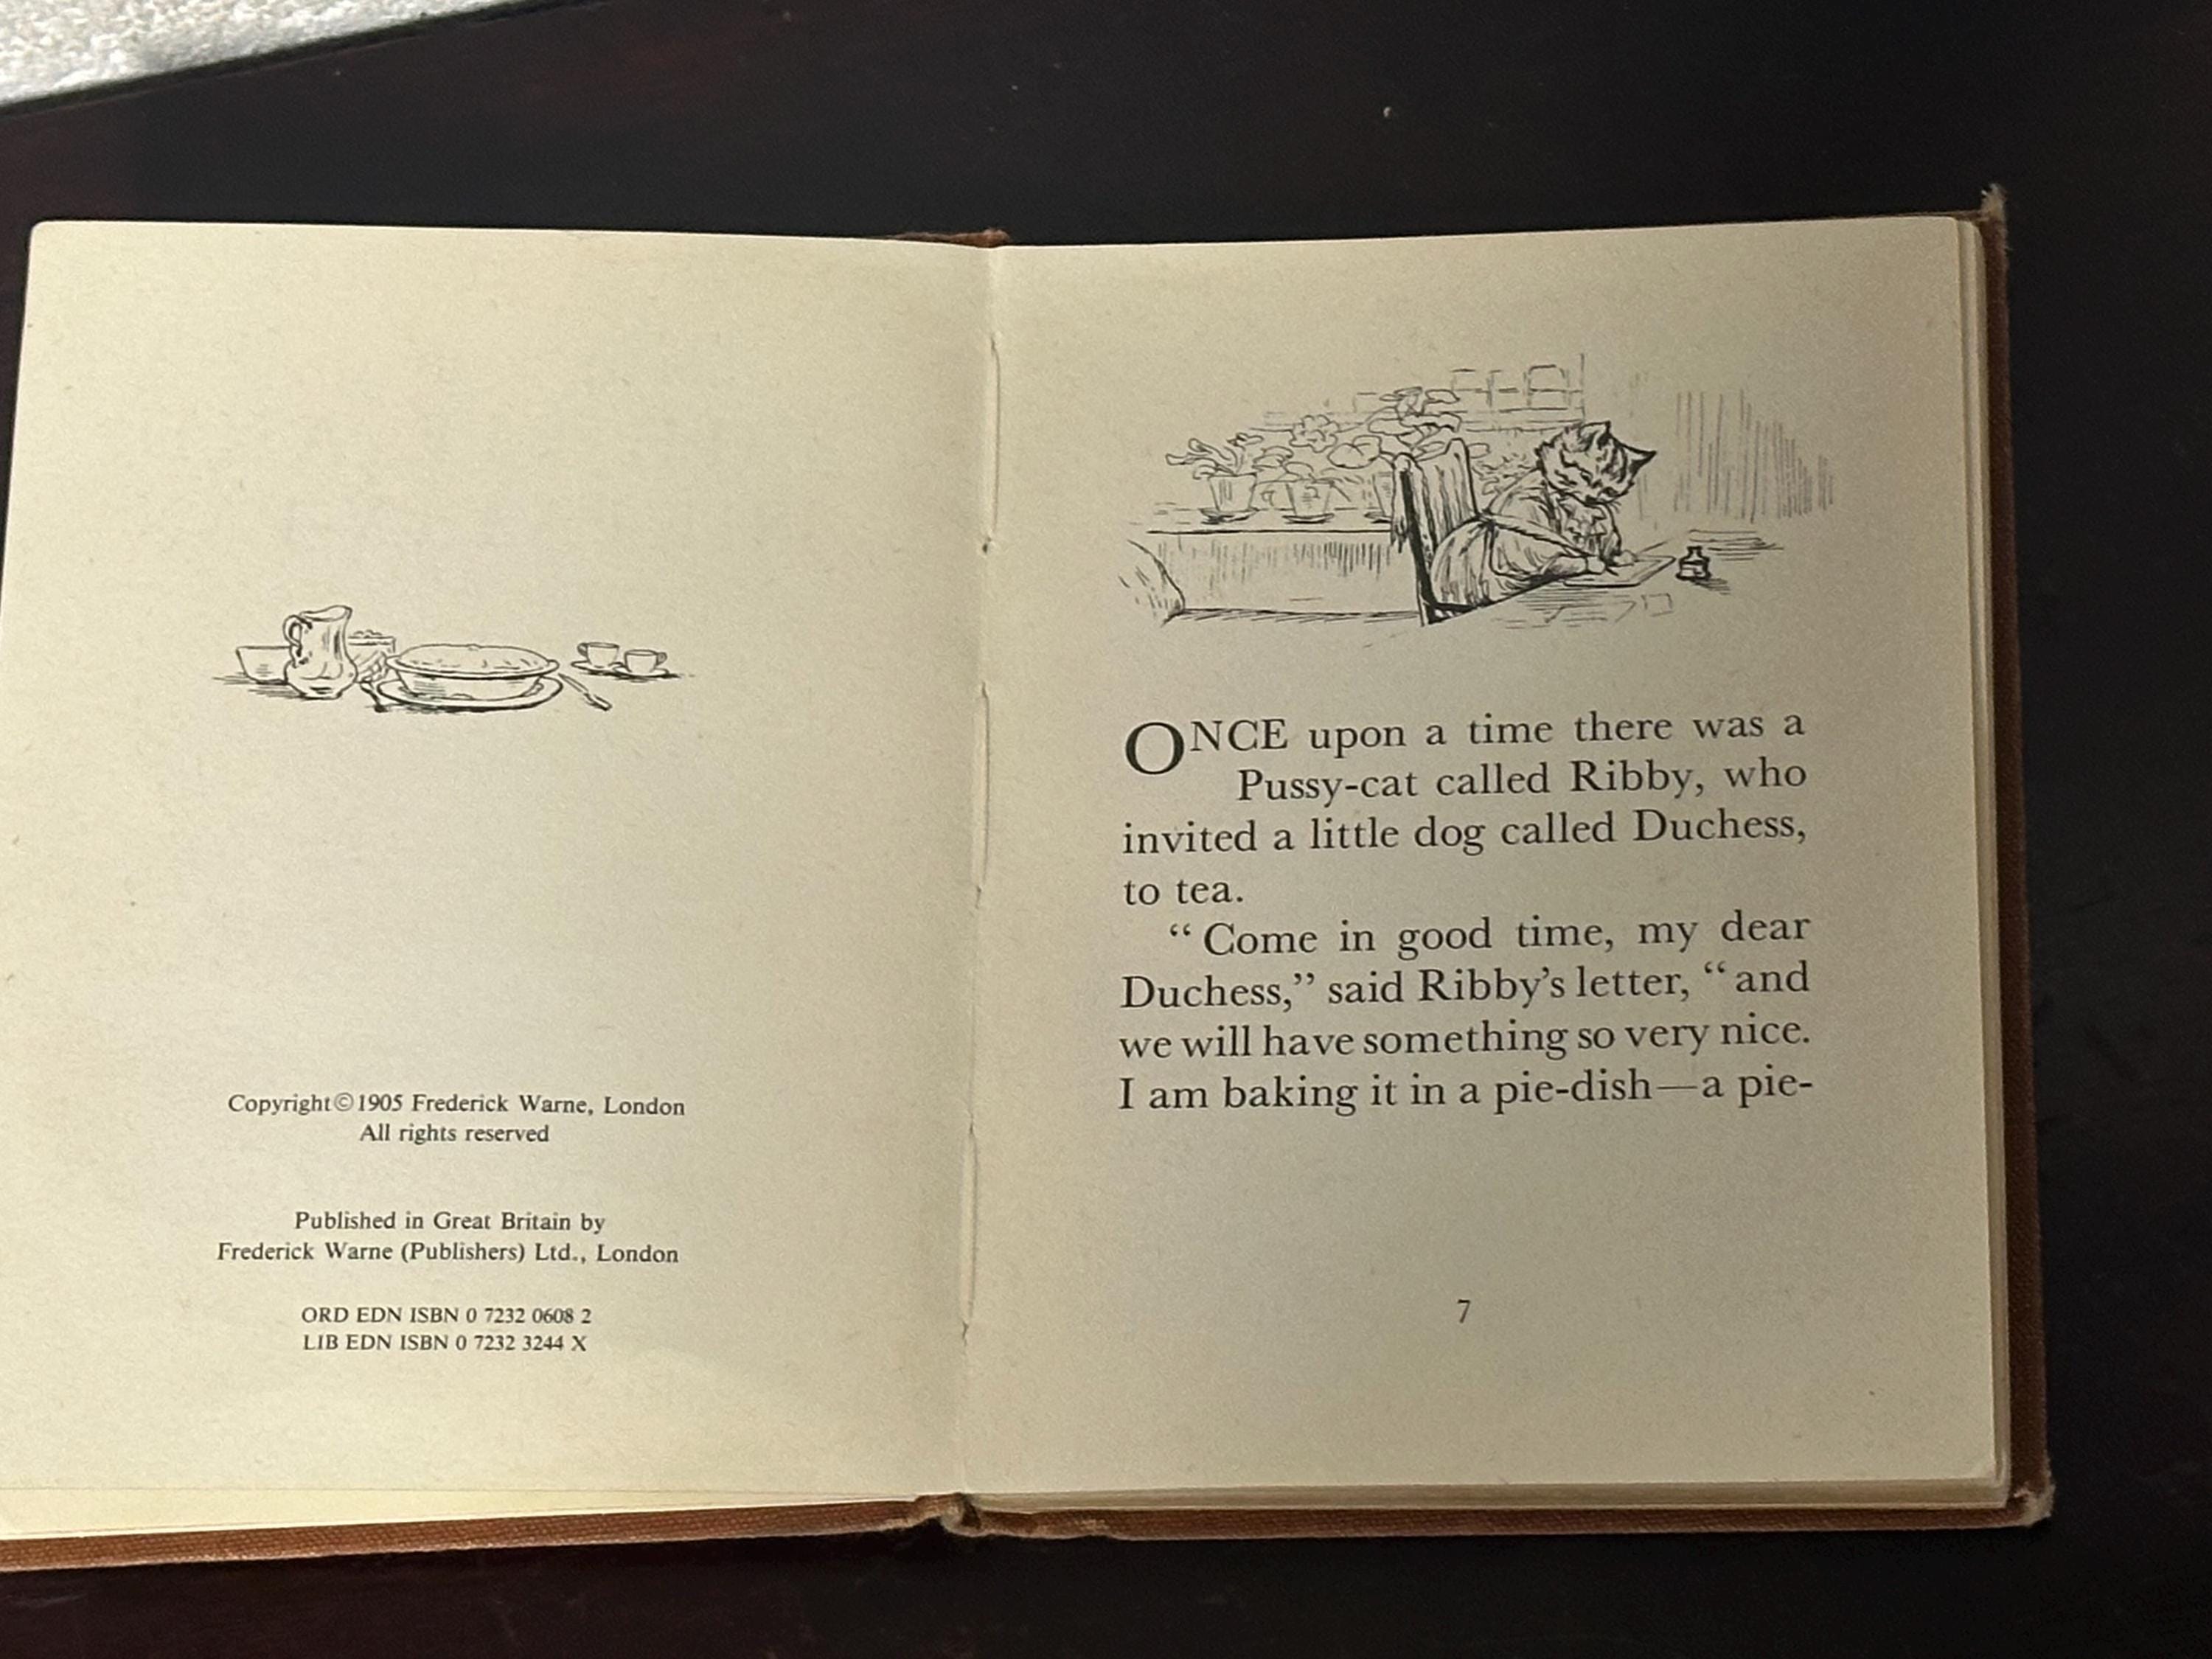 Copyright©1905 Frederick Warne, London
All rights reserved
Published in Great Britain by
Frederick Warne (Publishers) Ltd., London
ORD EDN ISBN 0 7232 0608 2
LIB EDN ISBN 0 7232 3244 X
ONCE upon a time there was a
Pussy-cat called Ribby, who
invited a little dog called Duchess,
to tea.
“Come in good time, my dear
Duchess,” said Ribby’s letter, “and
we will have something so very nice.
I am baking it in a pie-dish—a pie-
7